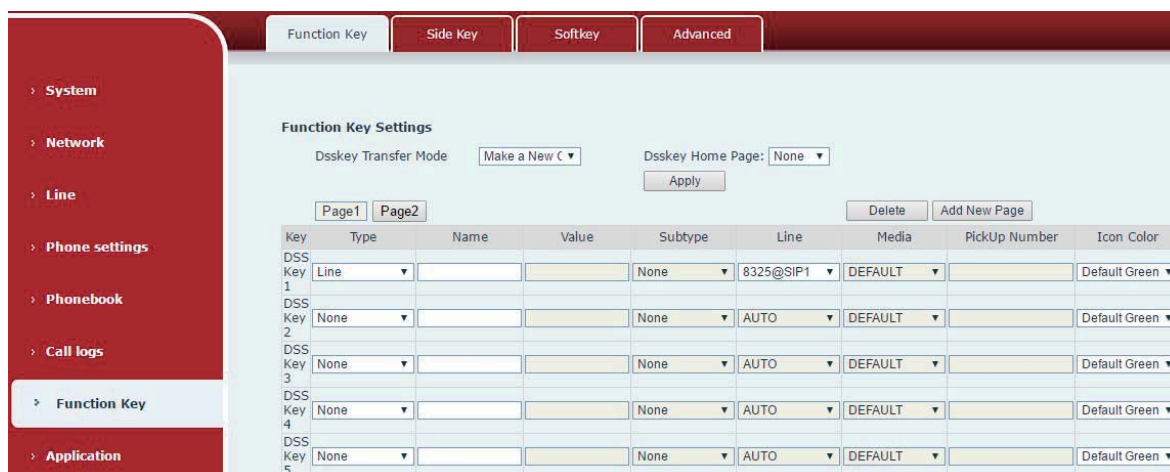 Function Key Side Key Softkey Advanced
System
Network
Line
Phone settings
Phonebook
Call logs
Function Key
Application
Function Key Settings
Dsskey Transfer Mode Make a New C Dsskey Home Page: None
Apply
Page1 Page2 Delete Add New Page
Key Type Name Value Subtype Line Media PickUp Number Icon Color
DSS Key 1 Line None 8325@SIP1 DEFAULT Default Green
DSS Key 2 None None AUTO DEFAULT Default Green
DSS Key 3 None None AUTO DEFAULT Default Green
DSS Key 4 None None AUTO DEFAULT Default Green
DSS Key 5 None None AUTO DEFAULT Default Green